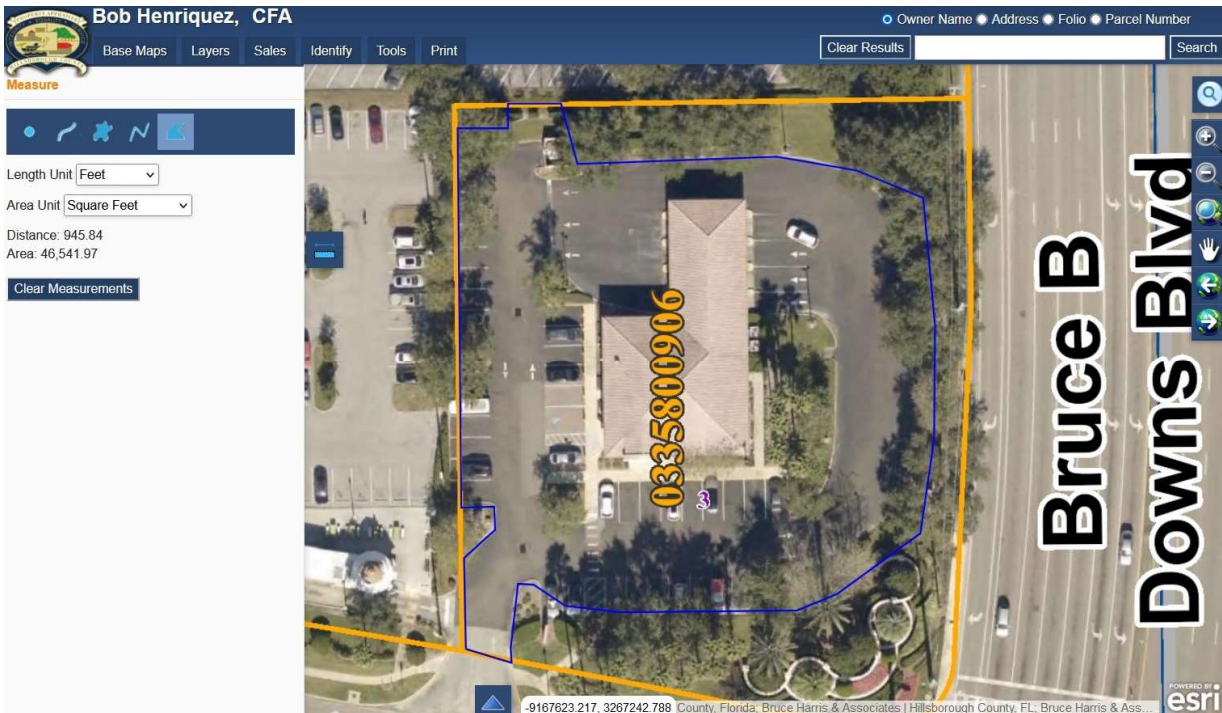 Bob Henriquez, CFA
Owner Name Address Folio Parcel Number
Base Maps Layers Sales Identify Tools Print
Clear Results Search
Measure
Length Unit Feet
Area Unit Square Feet
Distance: 945.84
Area: 46,541.97
Clear Measurements
0335800906
3
Bruce B
Downs Blvd
-9167623.217, 3267242.788 County, Florida; Bruce Harris & Associates | Hillsborough County, FL; Bruce Harris & Ass...
POWERED BY
esri